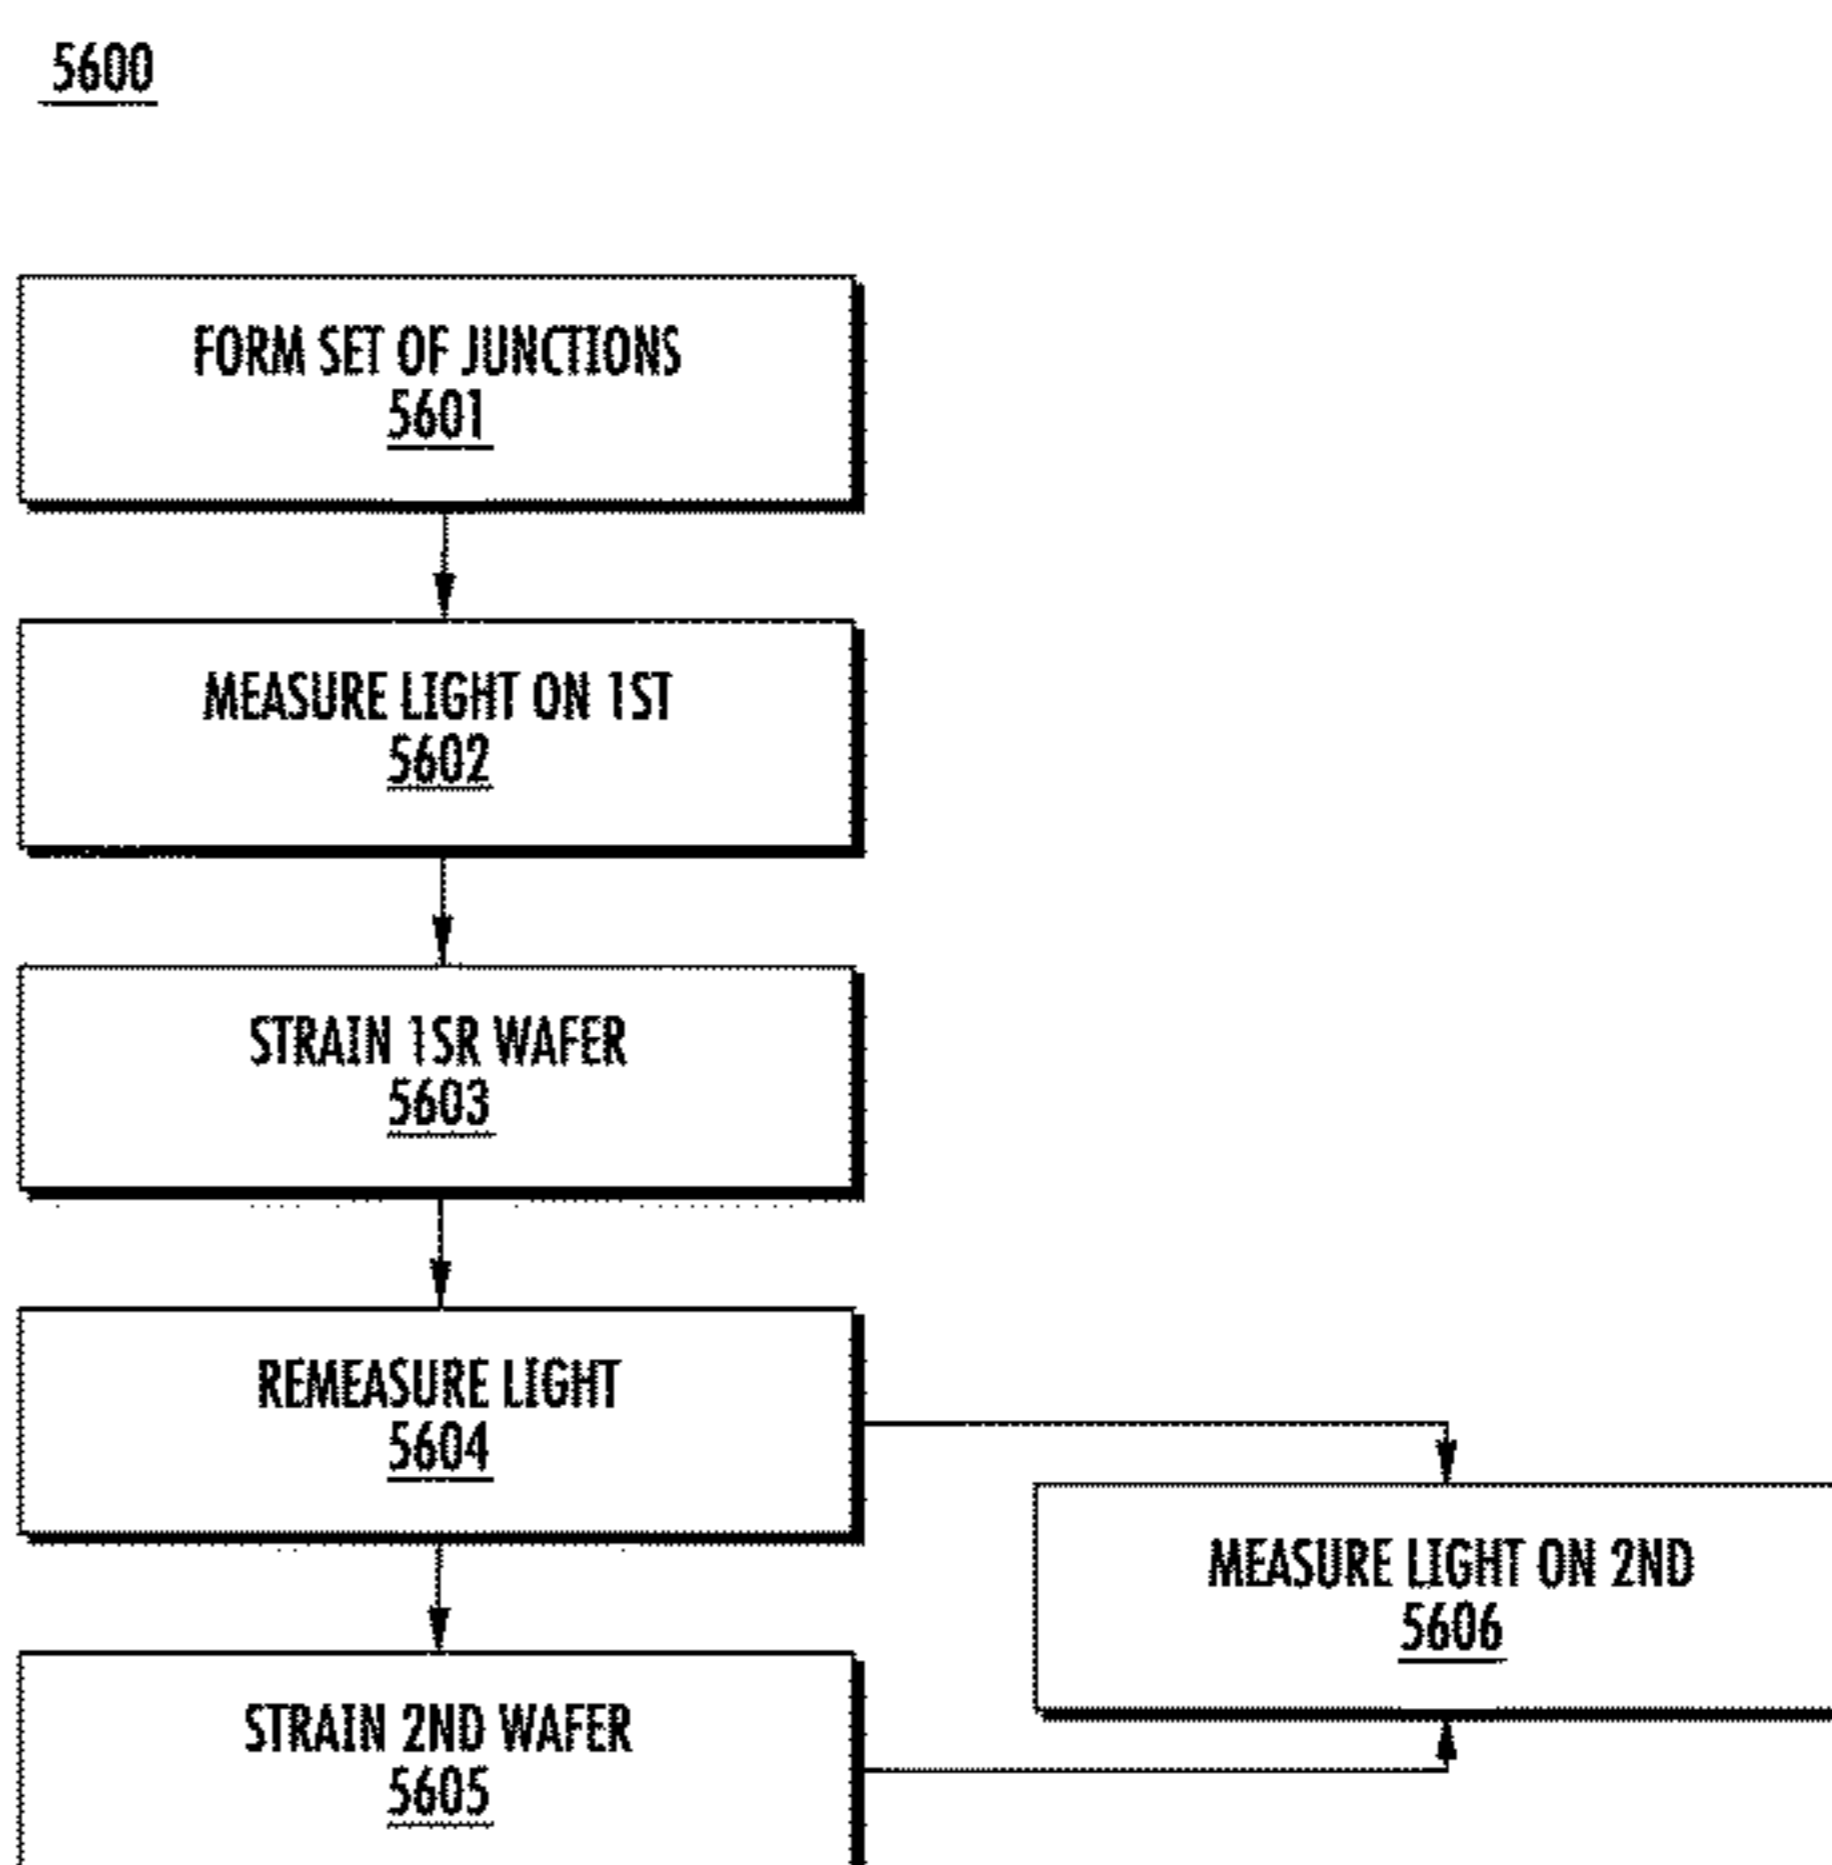 5600
FORM SET OF JUNCTIONS
5601
MEASURE LIGHT ON 1ST
5602
STRAIN 1SR WAFER
5603
REMEASURE LIGHT
5604
MEASURE LIGHT ON 2ND
5606
STRAIN 2ND WAFER
5605